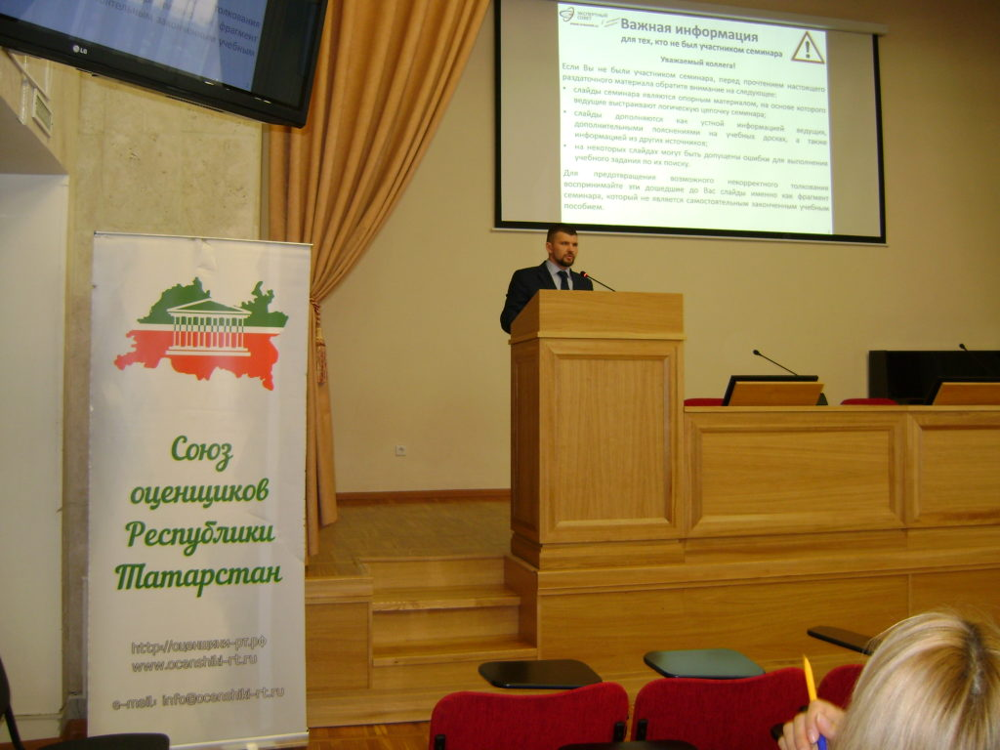 толкования
фрагмент
учебным
LG
ЭКСПЕРТНЫЙ
СОВЕТ
Важная информация
для тех, кто не был участником семинара
Уважаемый коллега!
Если Вы не были участником семинара, перед прочтением настоящего
раздаточного материала обратите внимание на следующее:
• слайды семинара являются опорным материалом, на основе которого
ведущие выстраивают логическую цепочку семинара;
• слайды дополняются как устной информацией ведущих,
дополнительными пояснениями на учебных досках, а также
информацией из других источников;
• на некоторых слайдах могут быть допущены ошибки для выполнения
учебного задания по их поиску.
Для предотвращения возможного некорректного толкования
воспринимайте эти дошедшие до Вас слайды именно как фрагмент
семинара, который не является самостоятельным законченным учебным
пособием.
Союз
оценщиков
Республики
Татарстан
http://оценщики-рт.рф
www.ocenshiki-rt.ru
e-mail: info@ocenshiki-rt.ru